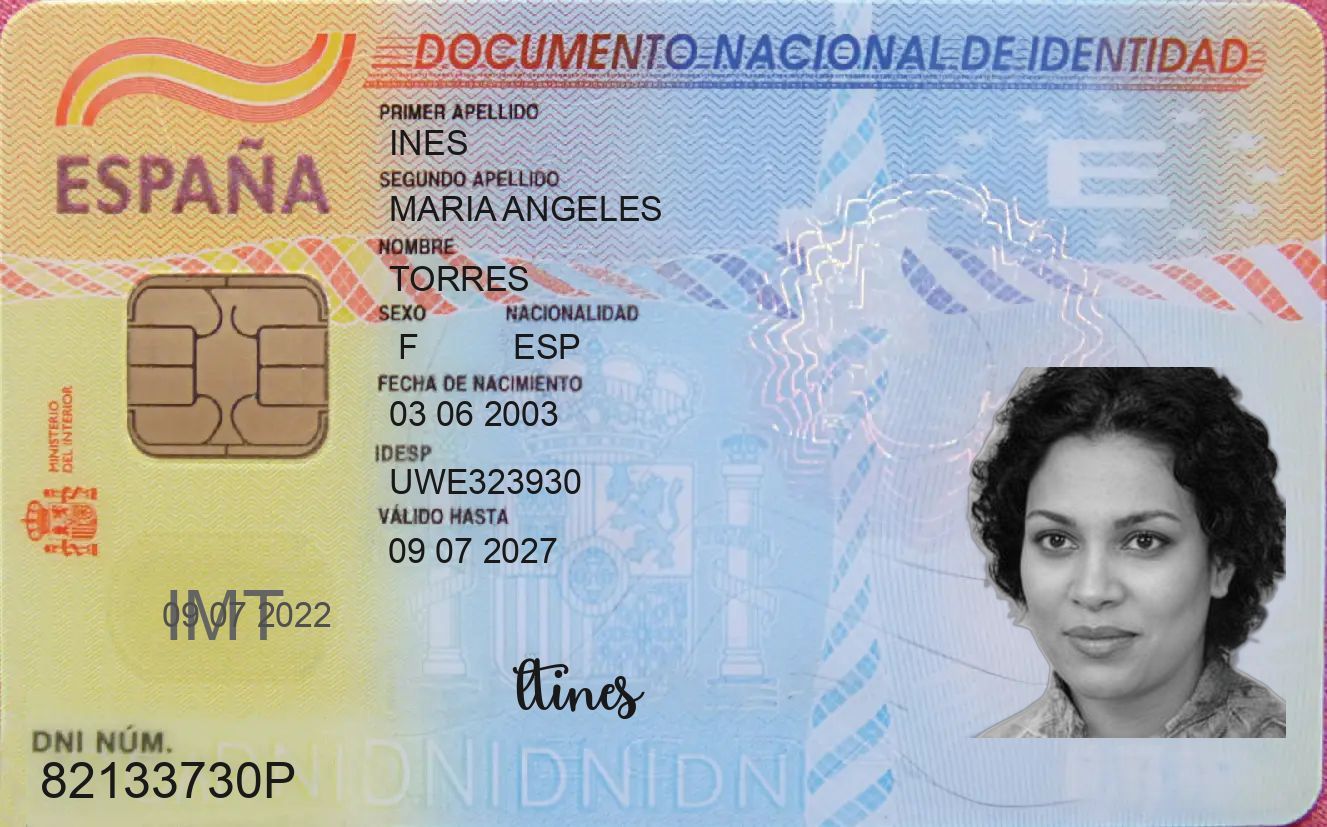 DOCUMENTO NACIONAL DE IDENTIDAD
ESPAÑA
PRIMER APELLIDO
INES
SEGUNDO APELLIDO
MARIA ANGELES
NOMBRE
TORRES
SEXO NACIONALIDAD
F ESP
FECHA DE NACIMIENTO
03 06 2003
IDESP
UWE323930
VÁLIDO HASTA
09 07 2027
MINISTERIO
DEL INTERIOR
E
IMT
09 07 2022
ltines
DNI NÚM.
82133730P
DNIDNIDNIDNIDNI